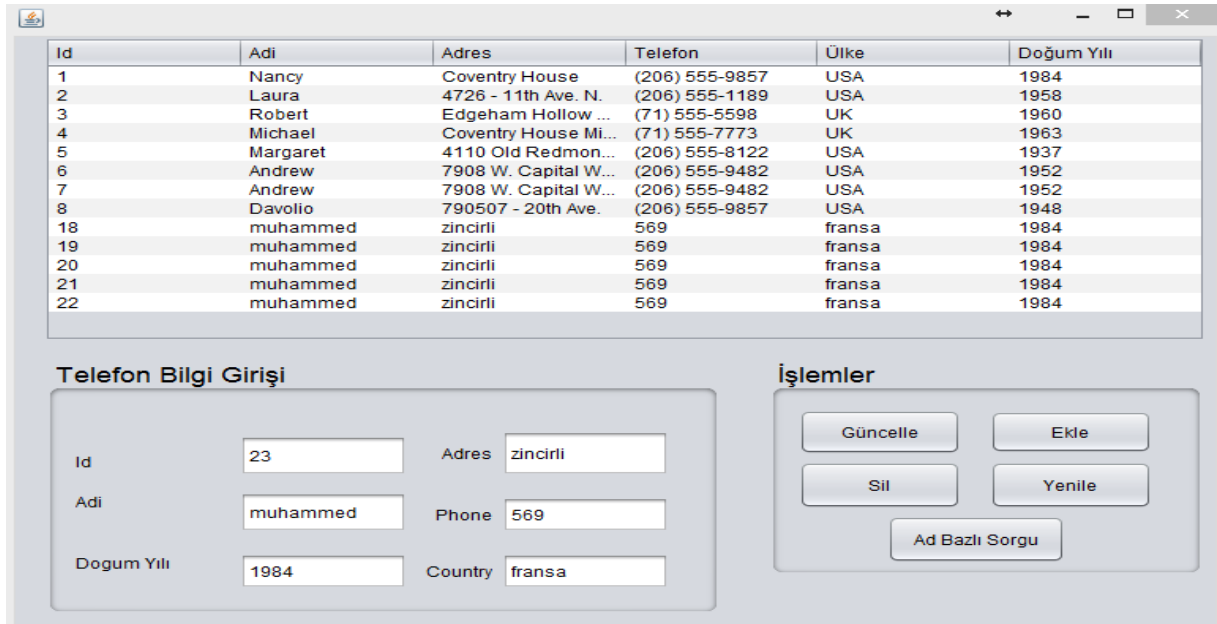 Id Adi Adres Telefon Ülke Doğum Yılı
1 Nancy Coventry House (206) 555-9857 USA 1984
2 Laura 4726 - 11th Ave. N. (206) 555-1189 USA 1958
3 Robert Edgeham Hollow ... (71) 555-5598 UK 1960
4 Michael Coventry House Mi... (71) 555-7773 UK 1963
5 Margaret 4110 Old Redmon... (206) 555-8122 USA 1937
6 Andrew 7908 W. Capital W... (206) 555-9482 USA 1952
7 Andrew 7908 W. Capital W... (206) 555-9482 USA 1952
8 Davolio 790507 - 20th Ave. (206) 555-9857 USA 1948
18 muhammed zincirli 569 fransa 1984
19 muhammed zincirli 569 fransa 1984
20 muhammed zincirli 569 fransa 1984
21 muhammed zincirli 569 fransa 1984
22 muhammed zincirli 569 fransa 1984
Telefon Bilgi Girişi
Id 23 Adres zincirli
Adi muhammed Phone 569
Dogum Yılı 1984 Country fransa
İşlemler
Güncelle Ekle
Sil Yenile
Ad Bazlı Sorgu